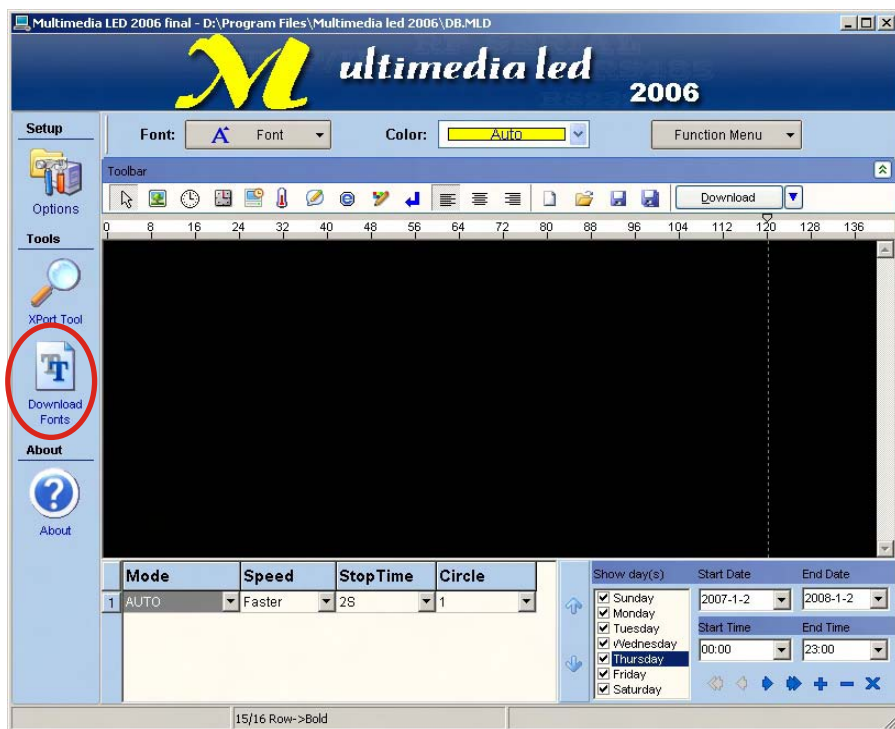 Multimedia LED 2006 final - D:\Program Files\Multimedia led 2006\DB.MLD
Multimedia led
2006
Setup
Options
Tools
XPort Tool
Download
Fonts
About
About
Font: A Font Color: Auto Function Menu
Toolbar
Download
0 8 16 24 32 40 48 56 64 72 80 88 96 104 112 120 128 136
Mode Speed StopTime Circle
1 AUTO Faster 2S 1
Show day(s)
Sunday
Monday
Tuesday
Wednesday
Thursday
Friday
Saturday
Start Date End Date
2007-1-2 2008-1-2
Start Time End Time
00:00 23:00
15/16 Row->Bold